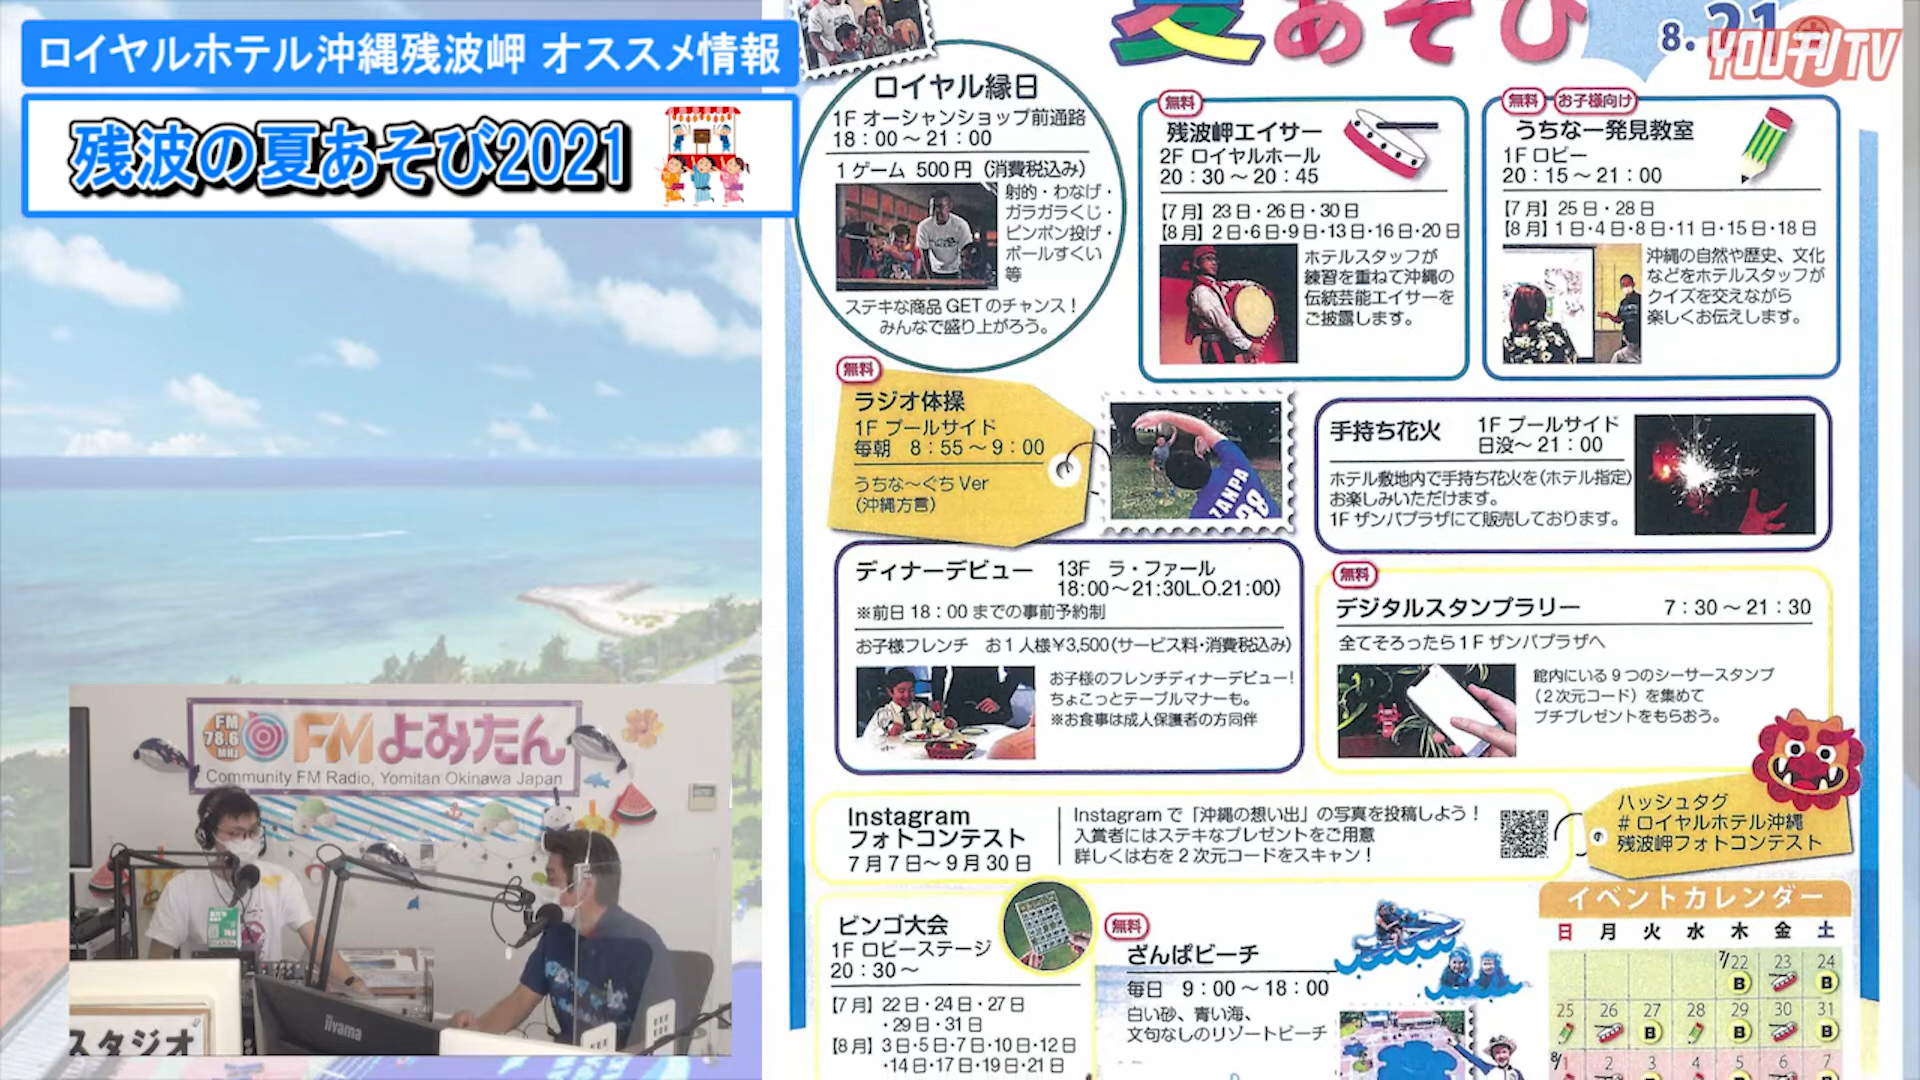 ロイヤルホテル沖縄残波岬 オススメ情報
残波の夏あそび2021
夏あそび
8.21
YOU刊TV
ロイヤル縁日
1F オーシャンショップ前通路
18：00～21：00
1ゲーム 500円（消費税込み）
射的・わなげ・
ガラガラくじ・
ピンポン投げ・
ボールすくい
等
ステキな商品GETのチャンス！
みんなで盛り上がろう。
無料
残波岬エイサー
2F ロイヤルホール
20：30～20：45
【7月】23日・26日・30日
【8月】2日・6日・9日・13日・16日・20日
ホテルスタッフが
練習を重ねて沖縄の
伝統芸能エイサーを
ご披露します。
無料 お子様向け
うちなー発見教室
1Fロビー
20：15～21：00
【7月】25日・28日
【8月】1日・4日・8日・11日・15日・18日
沖縄の自然や歴史、文化
などをホテルスタッフが
クイズを交えながら
楽しくお伝えします。
無料
ラジオ体操
1F プールサイド
毎朝 8：55～9：00
うちな～ぐちVer
（沖縄方言）
ZANPA
手持ち花火
1F プールサイド
日没～21：00
ホテル敷地内で手持ち花火を（ホテル指定）
お楽しみいただけます。
1Fザンパプラザにて販売しております。
ディナーデビュー
13F ラ・ファール
18:00～21:30L.O.21:00)
※前日18：00までの事前予約制
お子様フレンチ お1人様¥3,500（サービス料・消費税込み）
お子様のフレンチディナーデビュー！
ちょこっとテーブルマナーも。
※お食事は成人保護者の方同伴
無料
デジタルスタンプラリー 7：30～21：30
全てそろったら1Fザンパプラザへ
館内にいる9つのシーサースタンプ
（2次元コード）を集めて
プチプレゼントをもらおう。
Instagram
フォトコンテスト
7月7日～9月30日
Instagramで「沖縄の想い出」の写真を投稿しよう！
入賞者にはステキなプレゼントをご用意
詳しくは右を2次元コードをスキャン！
ハッシュタグ
#ロイヤルホテル沖縄
残波岬フォトコンテスト
ビンゴ大会
1F ロビーステージ
20：30～
【7月】22日・24日・27日
・29日・31日
【8月】3日・5日・7日・10日・12日
・14日・17日・19日・21日
無料
ざんぱビーチ
毎日 9：00～18：00
白い砂、青い海、
文句なしのリゾートビーチ
イベントカレンダー
日 月 火 水 木 金 土
7/22 23 24
B B
25 26 27 28 29 30 31
B B B
8/1 2 3 4 5 6 7
FM
78.6
MHz
FMよみたん
Community FM Radio, Yomitan Okinawa Japan
iiyama
スタジオ